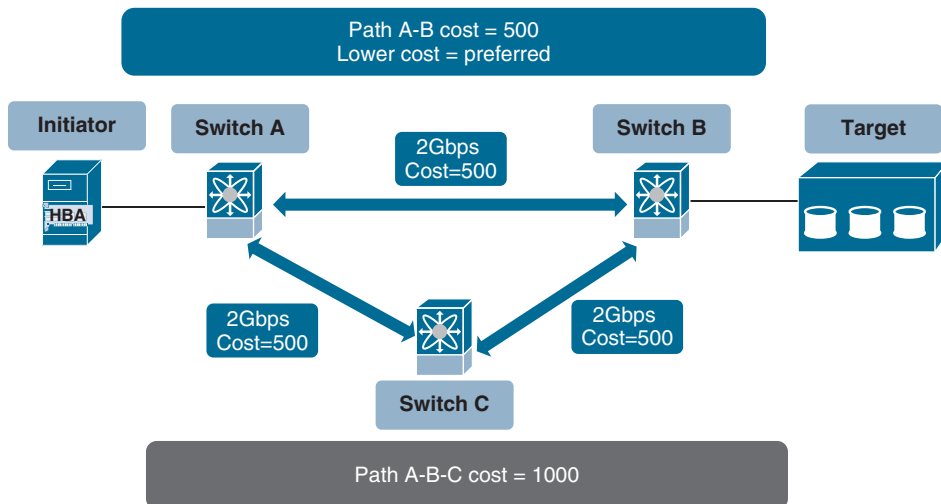 Path A-B cost = 500
Lower cost = preferred
Initiator
Switch A
Switch B
Target
2Gbps
Cost=500
HBA
2Gbps
Cost=500
2Gbps
Cost=500
Switch C
Path A-B-C cost = 1000